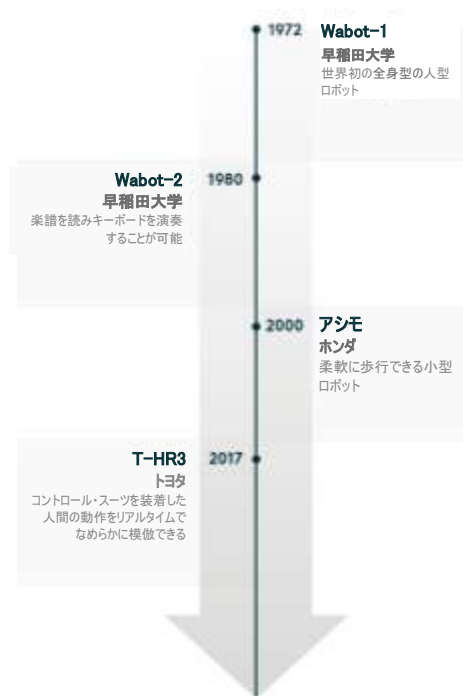 1972 Wabot-1
早稲田大学
世界初の全身型の人型
ロボット
Wabot-2 1980
早稲田大学
楽譜を読みキーボードを演奏
することが可能
2000 アシモ
ホンダ
柔軟に歩行できる小型
ロボット
T-HR3 2017
トヨタ
コントロール・スーツを装着した
人間の動作をリアルタイムで
なめらかに模倣できる